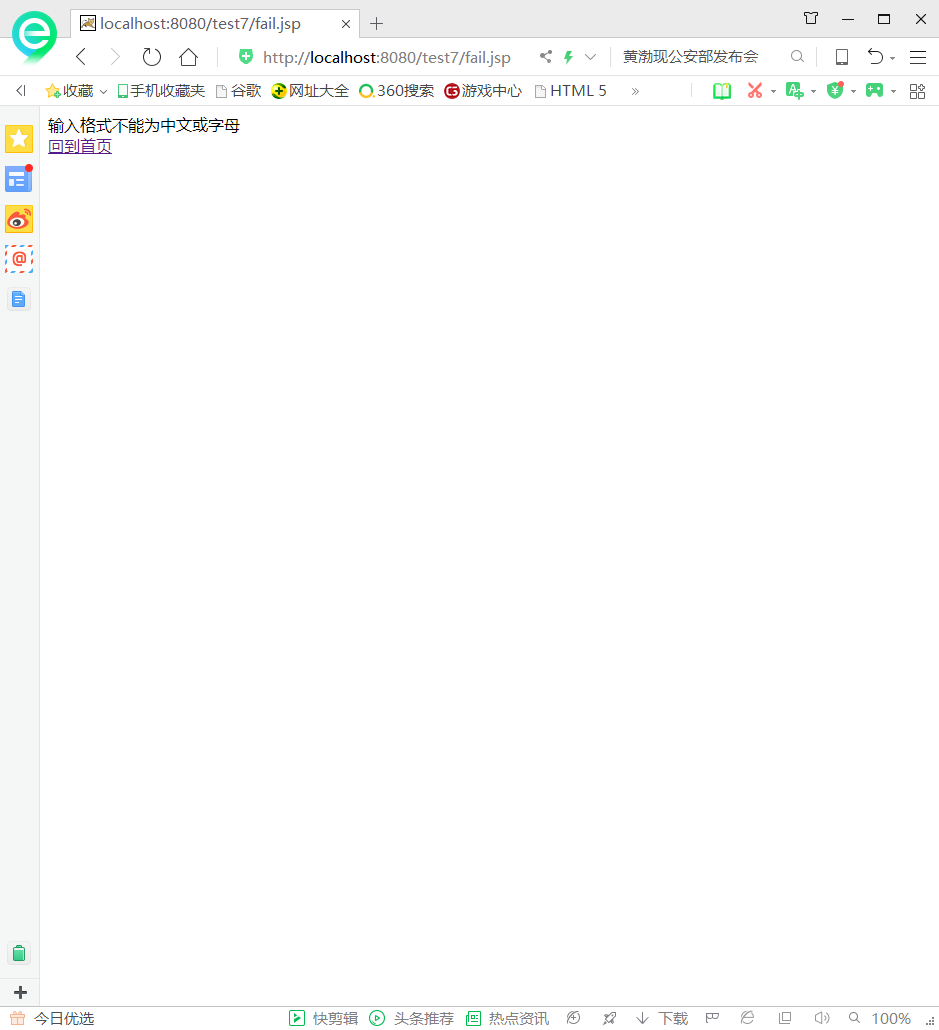 localhost:8080/test7/fail.jsp
http://localhost:8080/test7/fail.jsp 黄渤现公安部发布会
收藏 手机收藏夹 谷歌 网址大全 360搜索 游戏中心 HTML 5 »
输入格式不能为中文或字母
回到首页
今日优选 快剪辑 头条推荐 热点资讯 下载 100%